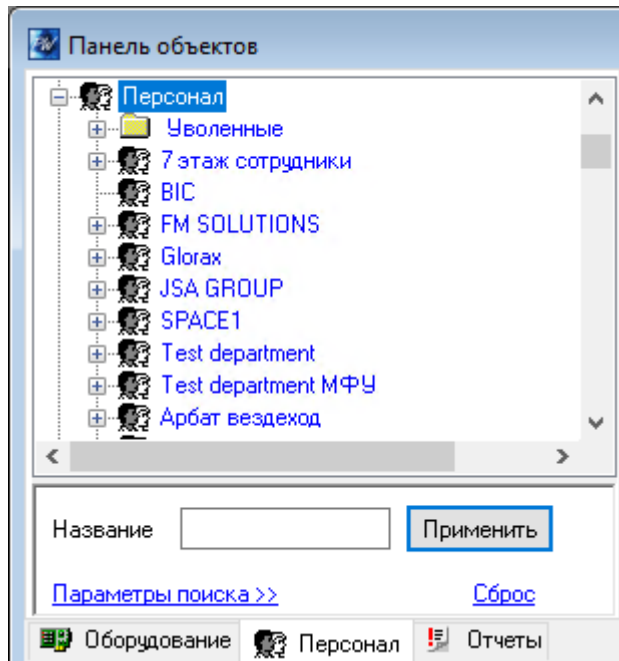 Панель объектов
Персонал
Уволенные
7 этаж сотрудники
BIC
FM SOLUTIONS
Glorax
JSA GROUP
SPACE1
Test department
Test department МФУ
Арбат вездеход
Название Применить
Параметры поиска >> Сброс
Оборудование Персонал Отчеты